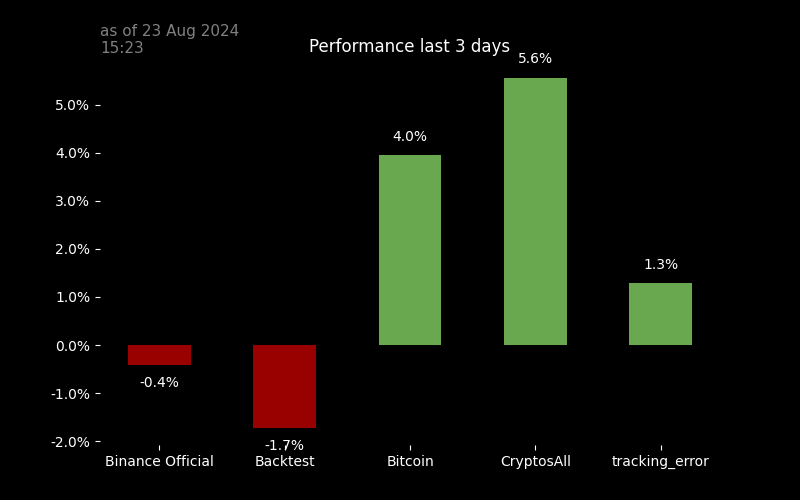 as of 23 Aug 2024
15:23
Performance last 3 days
5.6%
5.0%
4.0%
4.0%
3.0%
2.0%
1.3%
1.0%
0.0%
-0.4%
-1.0%
-1.7%
-2.0%
Binance Official
Backtest
Bitcoin
CryptosAll
tracking_error